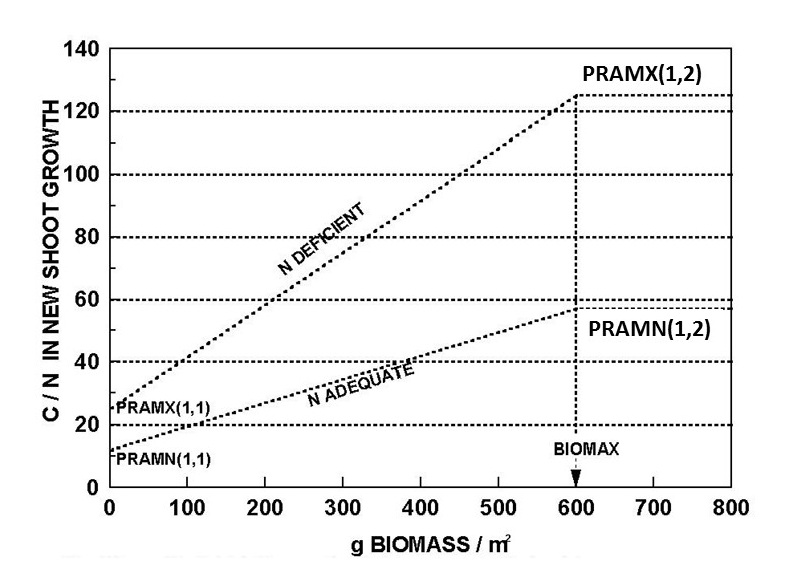 140
PRAMX(1,2)
120
100
80
60
40
20
0
C / N IN NEW SHOOT GROWTH
N DEFICIENT
PRAMN(1,2)
N ADEQUATE
PRAMX(1,1)
PRAMN(1,1)
BIOMAX
0 100 200 300 400 500 600 700 800
g BIOMASS / m²